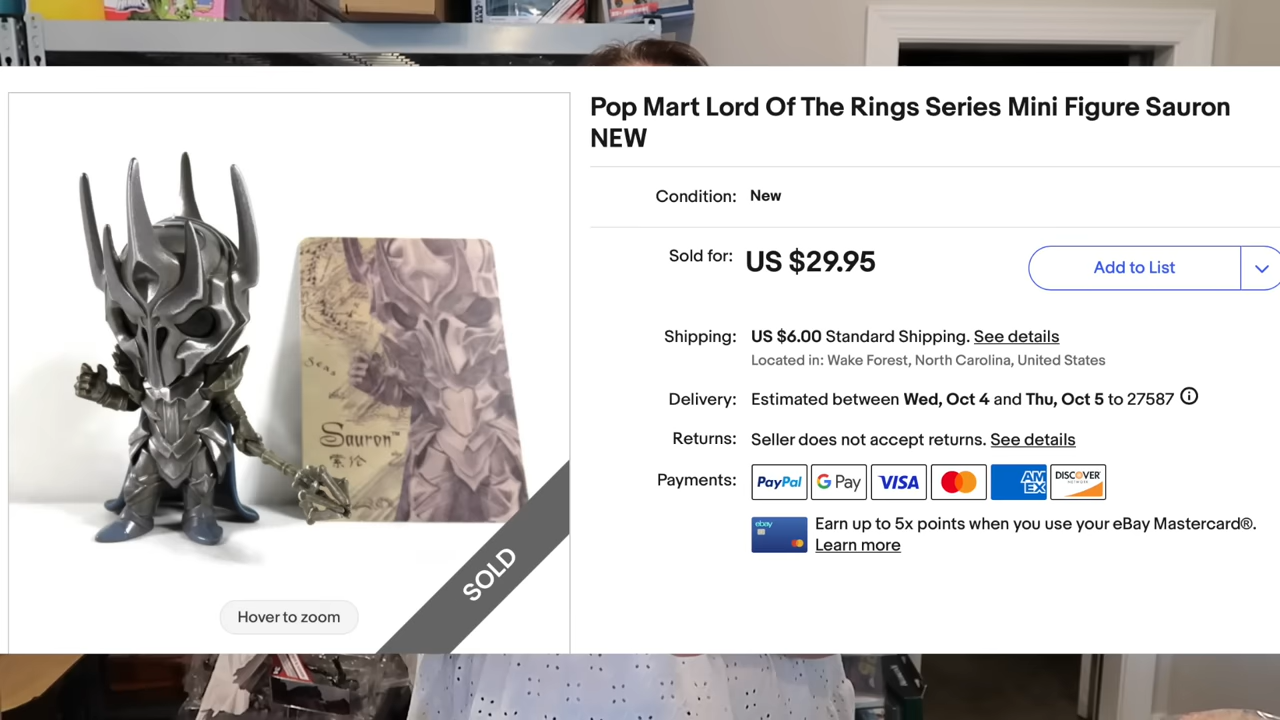 Pop Mart Lord Of The Rings Series Mini Figure Sauron
NEW
Condition: New
Sold for: US $29.95
Add to List
Shipping: US $6.00 Standard Shipping. See details
Located in: Wake Forest, North Carolina, United States
Delivery: Estimated between Wed, Oct 4 and Thu, Oct 5 to 27587
Returns: Seller does not accept returns. See details
Payments: PayPal G Pay VISA AM EX DISCOVER
ebay
Earn up to 5x points when you use your eBay Mastercard®.
Learn more
Sauron™
索伦
SOLD
Hover to zoom